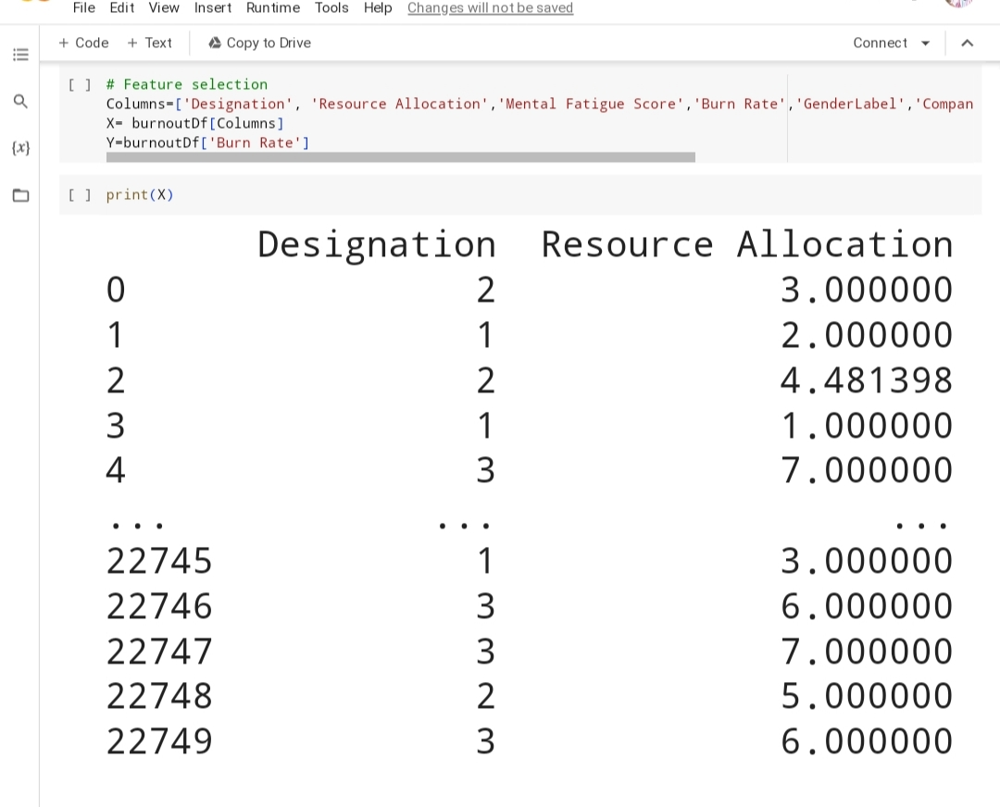 File Edit View Insert Runtime Tools Help Changes will not be saved
+ Code + Text Copy to Drive Connect
[ ] # Feature selection
Columns=['Designation', 'Resource Allocation','Mental Fatigue Score','Burn Rate','GenderLabel','Compan
X= burnoutDf[Columns]
Y=burnoutDf['Burn Rate']
{x}
[ ] print(X)
Designation Resource Allocation
0 2 3.000000
1 1 2.000000
2 2 4.481398
3 1 1.000000
4 3 7.000000
... ... ...
22745 1 3.000000
22746 3 6.000000
22747 3 7.000000
22748 2 5.000000
22749 3 6.000000